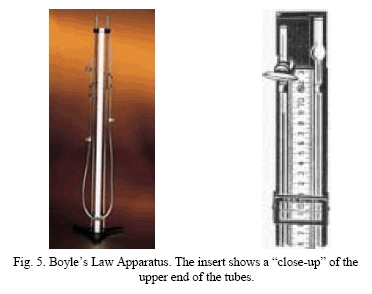 Fig. 5. Boyle’s Law Apparatus. The insert shows a “close-up” of the
upper end of the tubes.